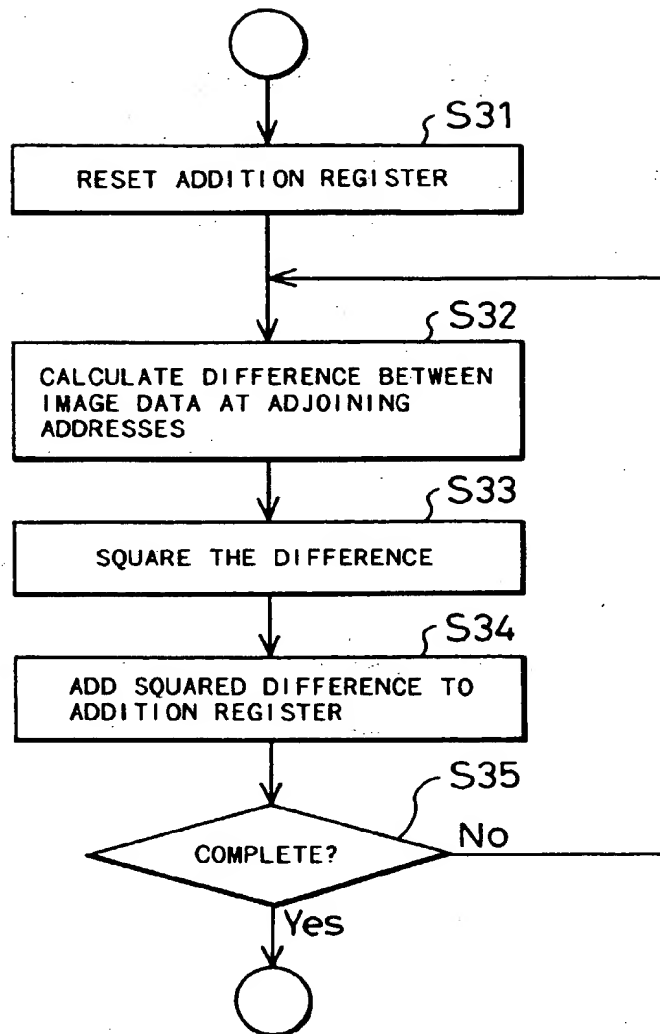 S31
RESET ADDITION REGISTER
S32
CALCULATE DIFFERENCE BETWEEN
IMAGE DATA AT ADJOINING
ADDRESSES
S33
SQUARE THE DIFFERENCE
S34
ADD SQUARED DIFFERENCE TO
ADDITION REGISTER
S35
COMPLETE?
No
Yes